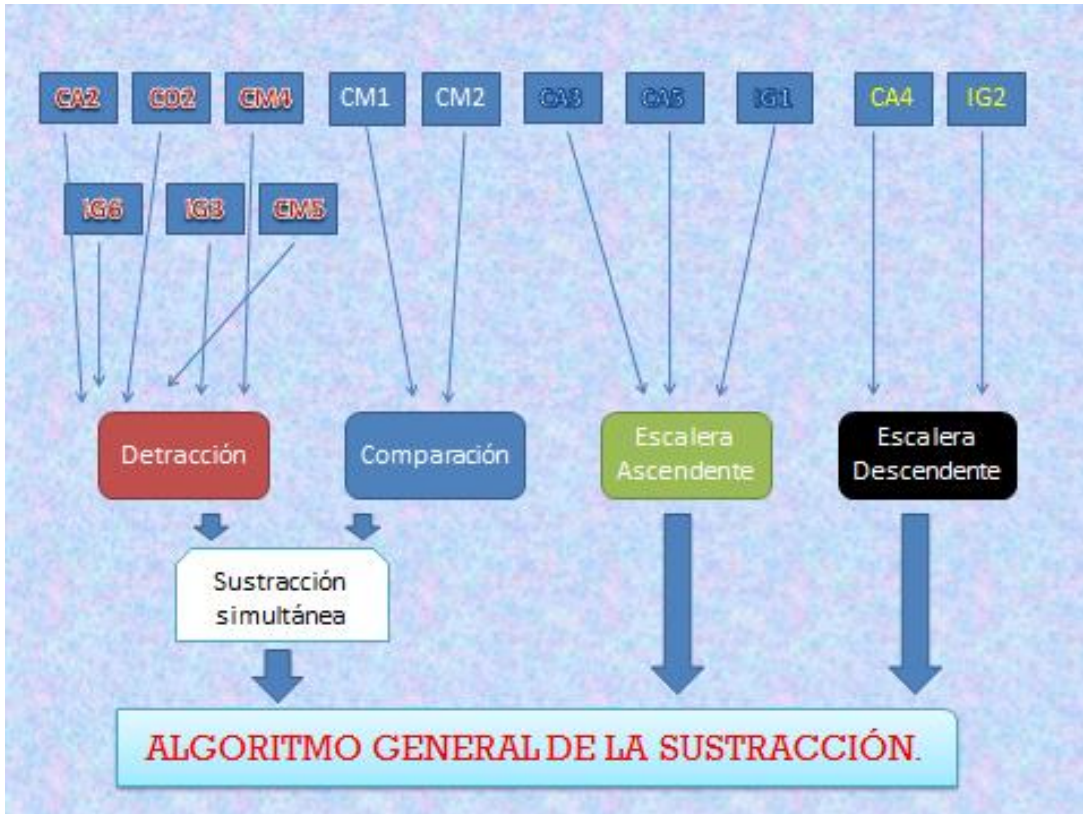 CA2 CO2 CM4 CM1 CM2 CA3 CA5 IG1 CA4 IG2
IG6 IG3 CM5
Detracción
Comparación
Escalera
Ascendente
Escalera
Descendente
Sustracción
simultánea
ALGORITMO GENERAL DE LA SUSTRACCIÓN.